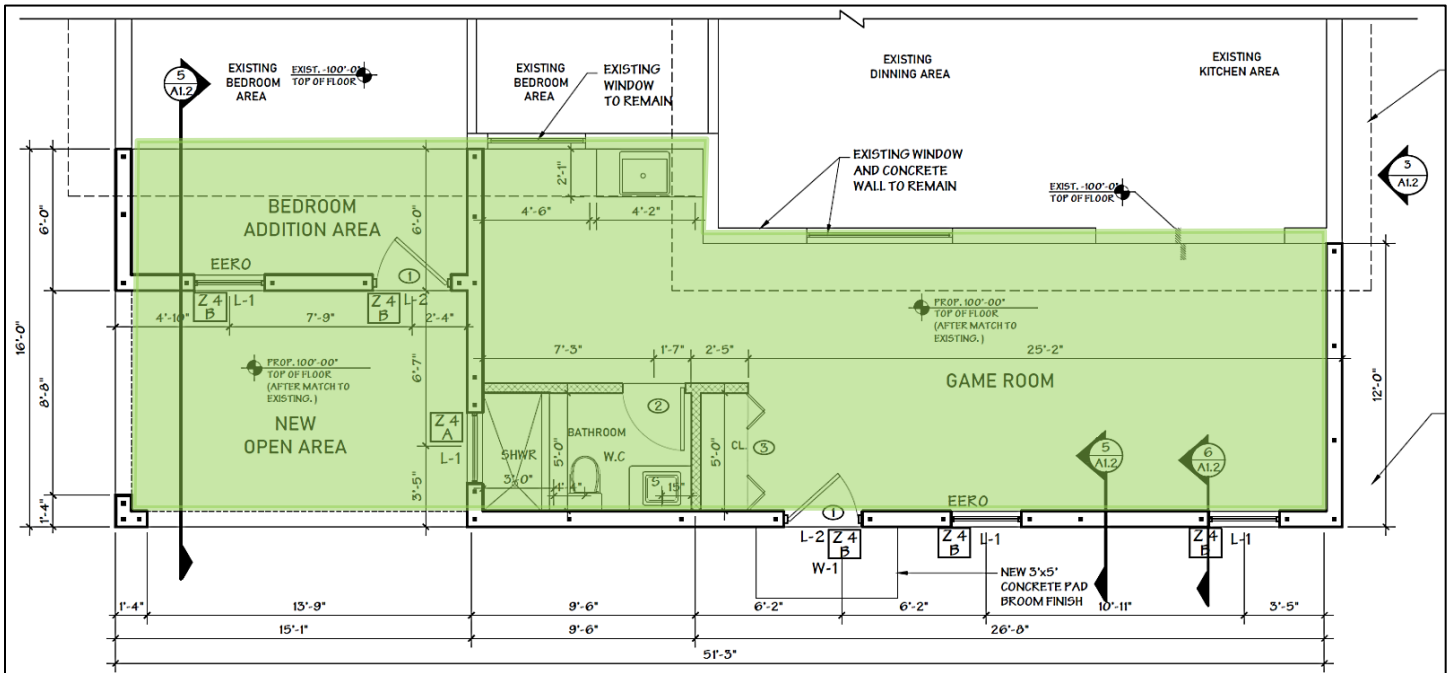 5
A1.2
EXISTING
BEDROOM
AREA
EXIST. -100'-0"
TOP OF FLOOR
EXISTING
BEDROOM
AREA
EXISTING
WINDOW
TO REMAIN
EXISTING
DINNING AREA
EXISTING
KITCHEN AREA
EXISTING WINDOW
AND CONCRETE
WALL TO REMAIN
EXIST. -100'-0"
TOP OF FLOOR
3
A1.2
2'-1"
4'-6"
4'-2"
BEDROOM
ADDITION AREA
6'-0"
6'-0"
16'-0"
EERO
1
Z 4
B
L-1
Z 4
B
L-2
4'-10"
7'-9"
2'-4"
PROP. 100'-00"
TOP OF FLOOR
(AFTER MATCH TO
EXISTING.)
PROP. 100'-00"
TOP OF FLOOR
(AFTER MATCH TO
EXISTING.)
6'-7"
7'-3"
1'-7"
2'-5"
25'-2"
GAME ROOM
8'-8"
12'-0"
NEW
OPEN AREA
Z 4
A
L-1
BATHROOM
W.C
2
SHWR
3'-0"
5'-0"
5'-0"
CL.
3
3'-5"
15"
1'-4"
5
A1.2
6
A1.2
EERO
1
L-2
Z 4
B
W-1
Z 4
B
L-1
Z 4
B
L-1
NEW 3'x5'
CONCRETE PAD
BROOM FINISH
1'-4"
13'-9"
9'-6"
6'-2"
6'-2"
10'-11"
3'-5"
15'-1"
9'-6"
26'-8"
51'-3"